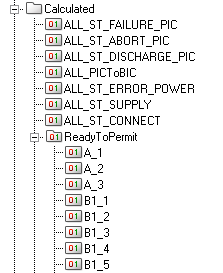 Calculated
ALL_ST_FAILURE_PIC
ALL_ST_ABORT_PIC
ALL_ST_DISCHARGE_PIC
ALL_PICToBIC
ALL_ST_ERROR_POWER
ALL_ST_SUPPLY
ALL_ST_CONNECT
ReadyToPermit
A_1
A_2
A_3
B1_1
B1_2
B1_3
B1_4
B1_5